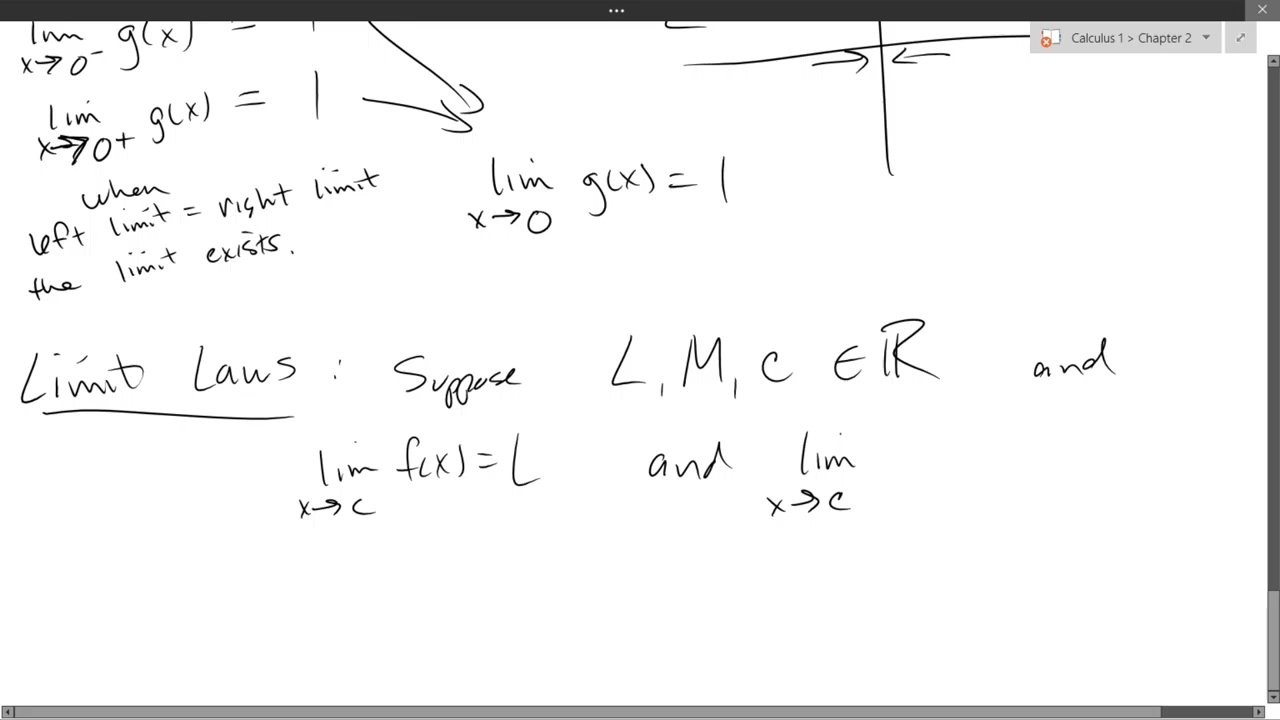 lim g(x) =
x→0⁻
Calculus 1 > Chapter 2
lim g(x) = 1
x→0+
when
left limit = right limit
the limit exists.
lim g(x) = 1
x→0
Limit Laws : Suppose L, M, c ∈ ℝ and
lim f(x) = L and lim
x→c x→c